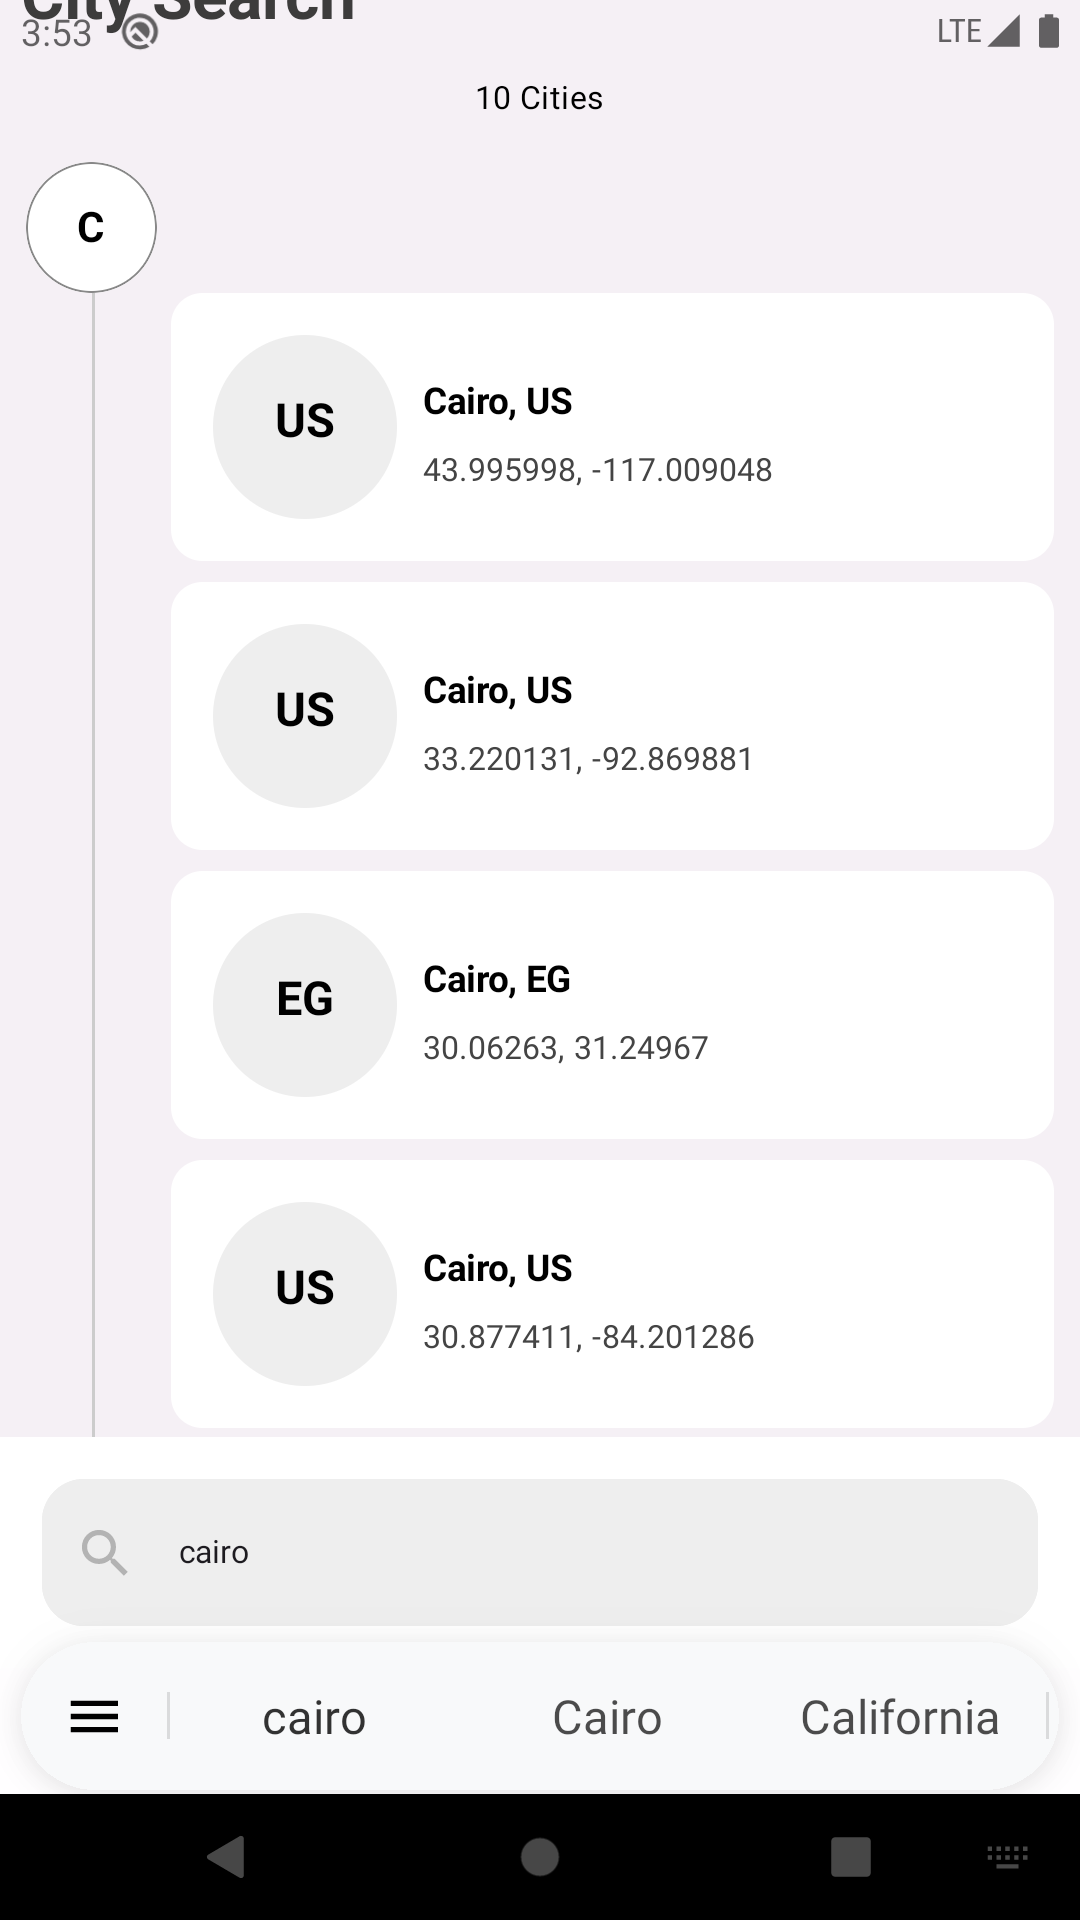 City Search
3:53
LTE
10 Cities
C
US
Cairo, US
43.995998, -117.009048
US
Cairo, US
33.220131, -92.869881
EG
Cairo, EG
30.06263, 31.24967
US
Cairo, US
30.877411, -84.201286
cairo
cairo Cairo California